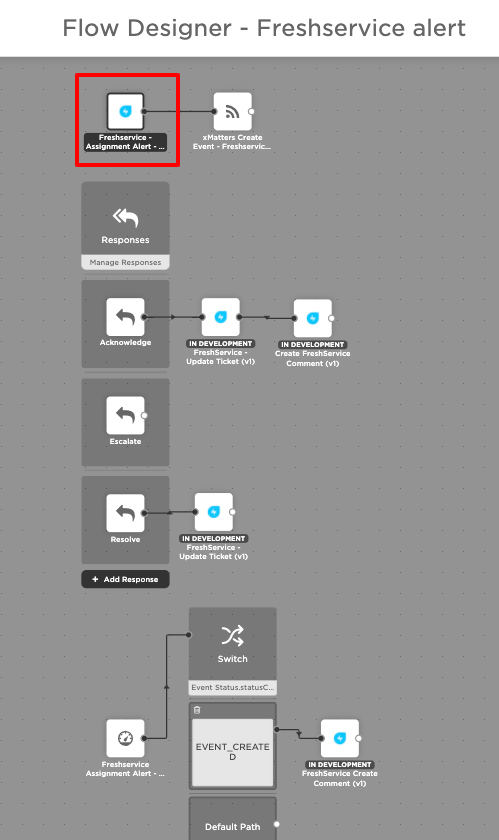 Flow Designer - Freshservice alert
Freshservice -
Assignment Alert - ...
xMatters Create
Event - Freshservic...
Responses
Manage Responses
Acknowledge
IN DEVELOPMENT
FreshService -
Update Ticket (v1)
IN DEVELOPMENT
Create FreshService
Comment (v1)
Escalate
Resolve
IN DEVELOPMENT
FreshService -
Update Ticket (v1)
+ Add Response
Switch
Event Status.statusC...
EVENT_CREATE
D
Freshservice
Assignment Alert - ...
IN DEVELOPMENT
FreshService Create
Comment (v1)
Default Path